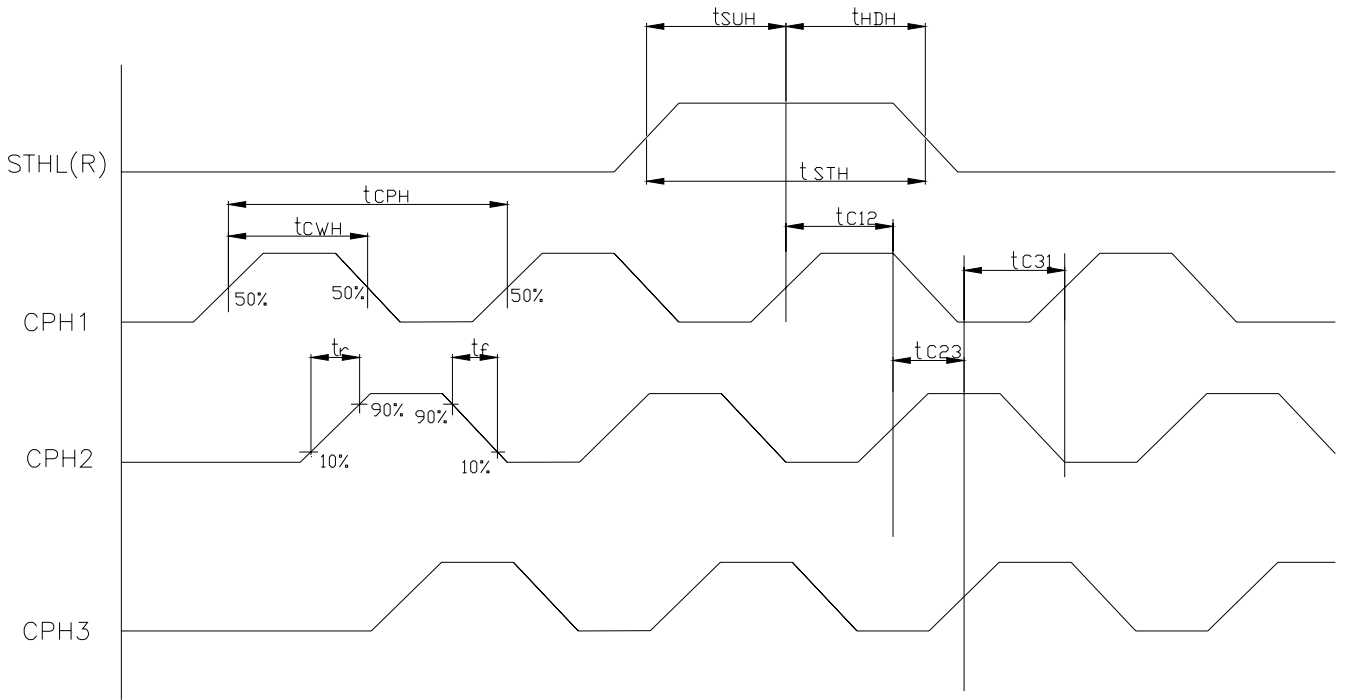 tSUH tHDH
STHL(R)
tSTH
tCPH
tCWH
tC12
tC31
50% 50% 50%
CPH1
tr tf
tC23
90% 90%
CPH2
10% 10%
CPH3